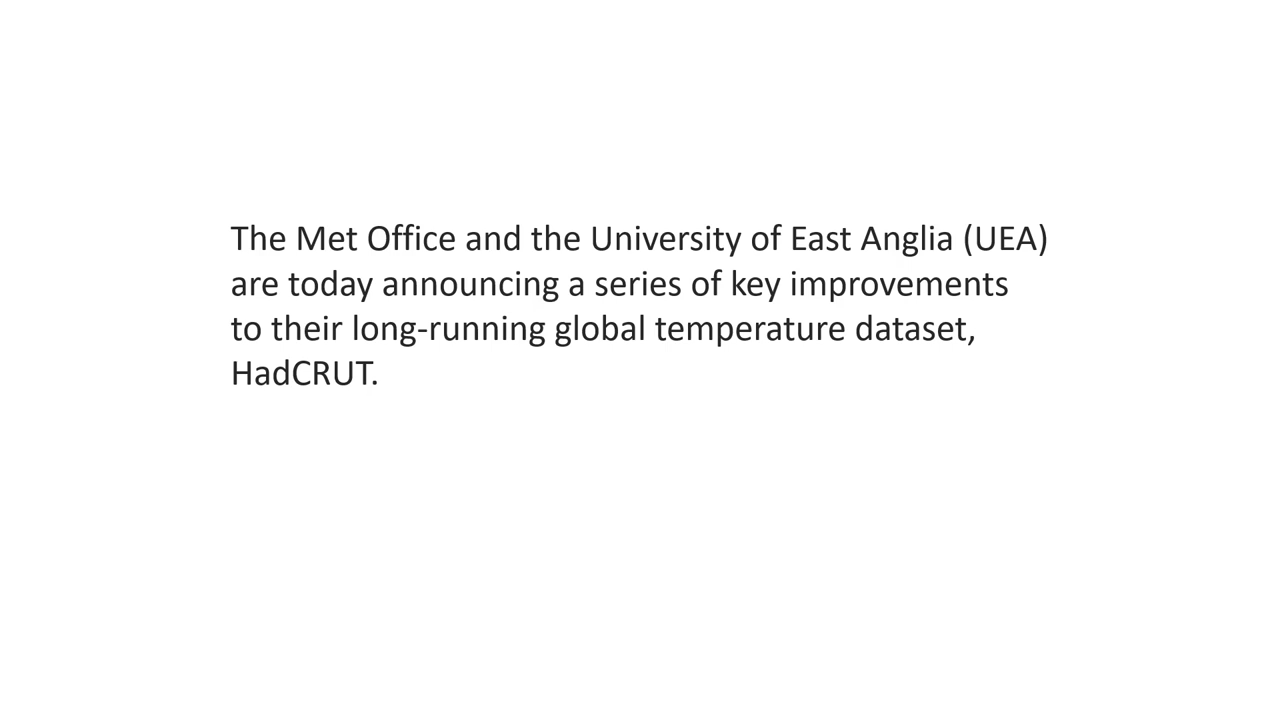 The Met Office and the University of East Anglia (UEA)
are today announcing a series of key improvements
to their long-running global temperature dataset,
HadCRUT.